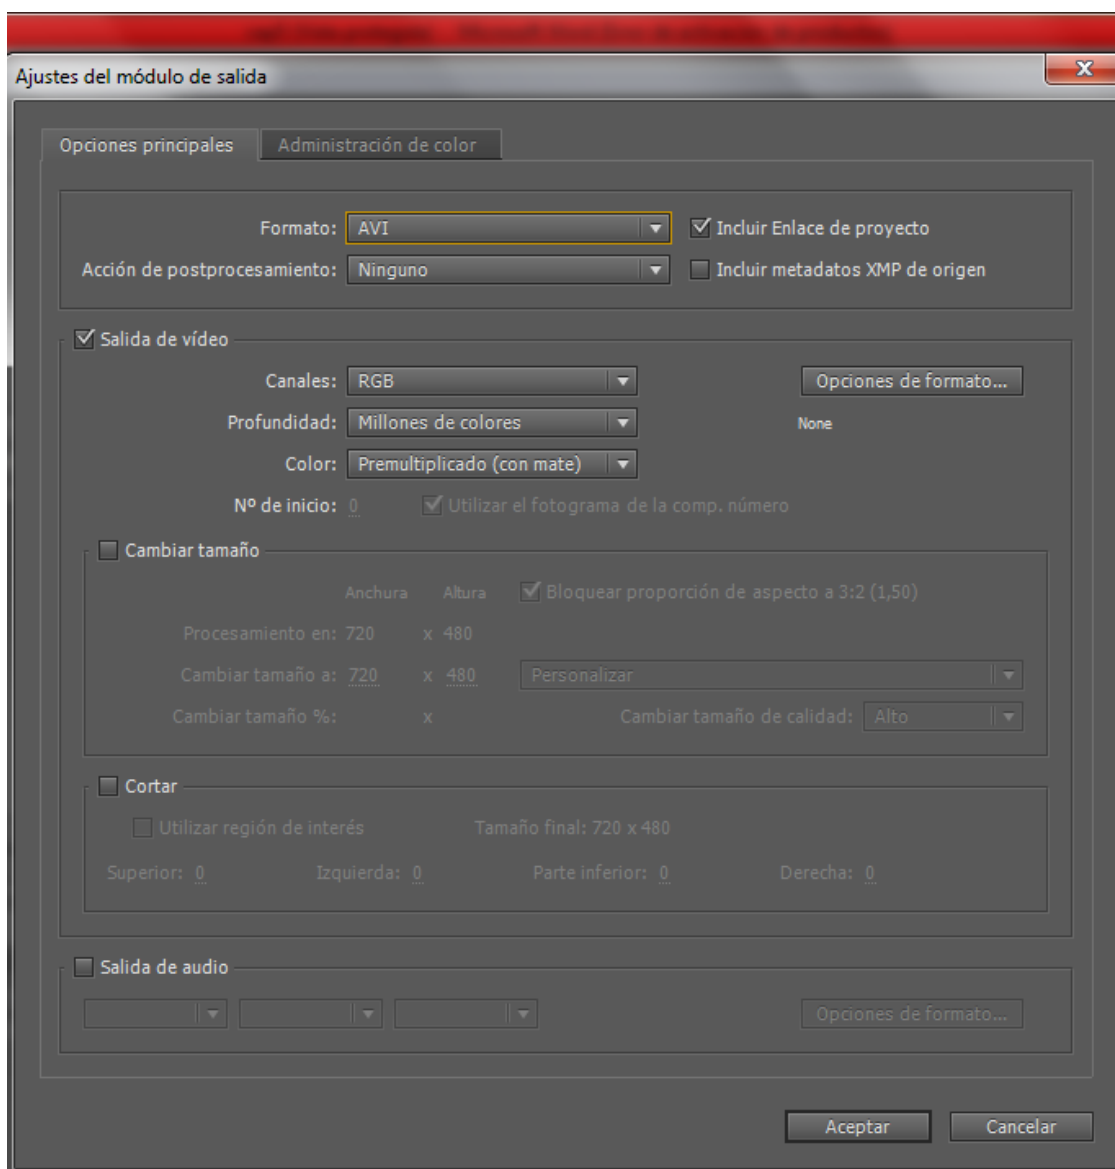 Ajustes del módulo de salida
Opciones principales Administración de color
Formato: AVI Incluir Enlace de proyecto
Acción de postprocesamiento: Ninguno Incluir metadatos XMP de origen
Salida de vídeo
Canales: RGB Opciones de formato...
Profundidad: Millones de colores None
Color: Premultiplicado (con mate)
Nº de inicio: 0 Utilizar el fotograma de la comp. número
Cambiar tamaño
Anchura Altura Bloquear proporción de aspecto a 3:2 (1,50)
Procesamiento en: 720 x 480
Cambiar tamaño a: 720 x 480 Personalizar
Cambiar tamaño %: x Cambiar tamaño de calidad: Alto
Cortar
Utilizar región de interés Tamaño final: 720 x 480
Superior: 0 Izquierda: 0 Parte inferior: 0 Derecha: 0
Salida de audio
Opciones de formato...
Aceptar Cancelar